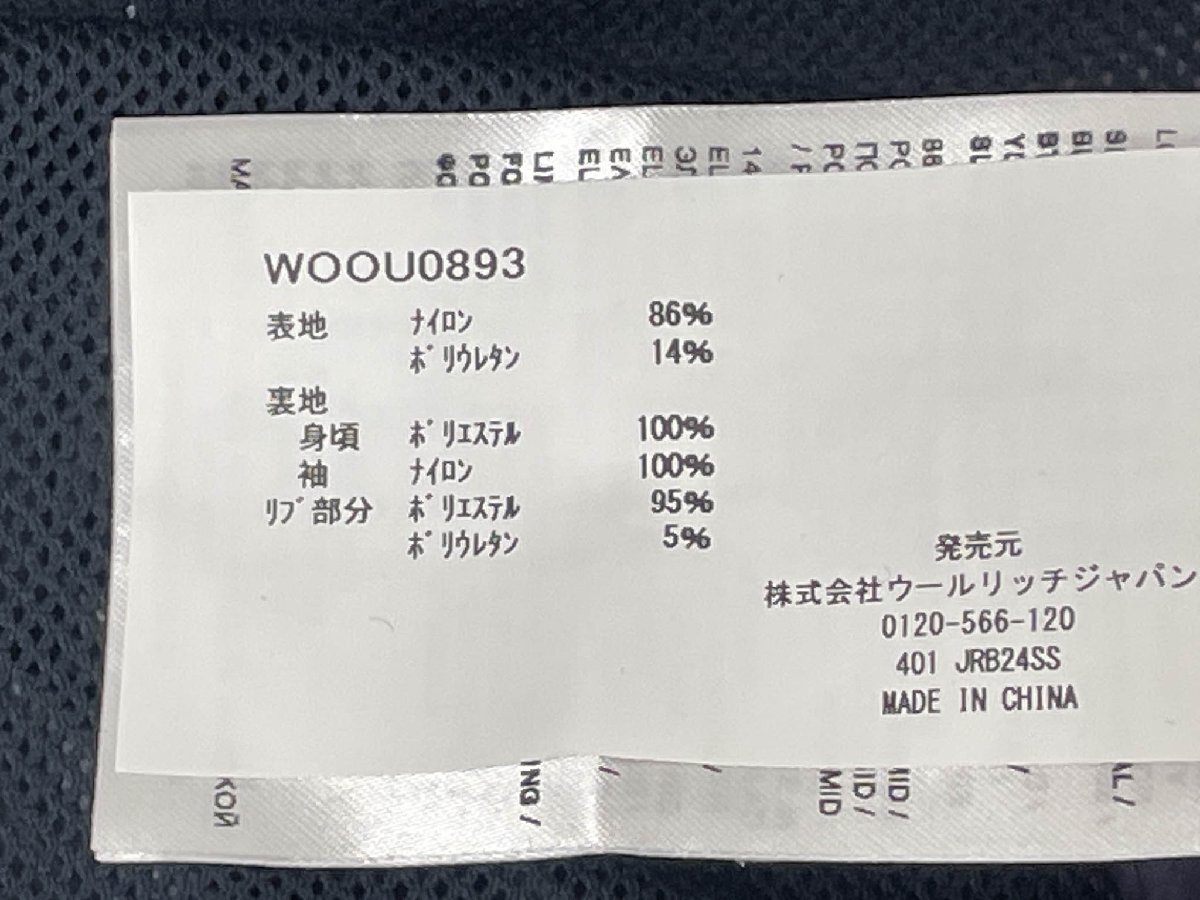 WOOU0893
表地 ﾅｲﾛﾝ 86%
ﾎﾟﾘｳﾚﾀﾝ 14%
裏地
身頃 ﾎﾟﾘｴｽﾃﾙ 100%
袖 ﾅｲﾛﾝ 100%
ﾘﾌﾞ部分 ﾎﾟﾘｴｽﾃﾙ 95%
ﾎﾟﾘｳﾚﾀﾝ 5%
発売元
株式会社ウールリッチジャパン
0120-566-120
401 JRB24SS
MADE IN CHINA